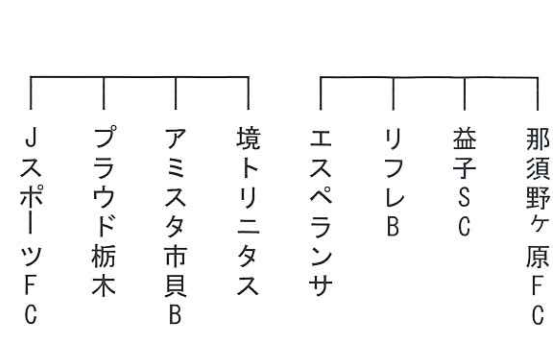 那須野ヶ原FC
益子SC
リフレB
エスペランサ
境トリニタス
アミスタ市貝B
プラウド栃木
JスポーツFC